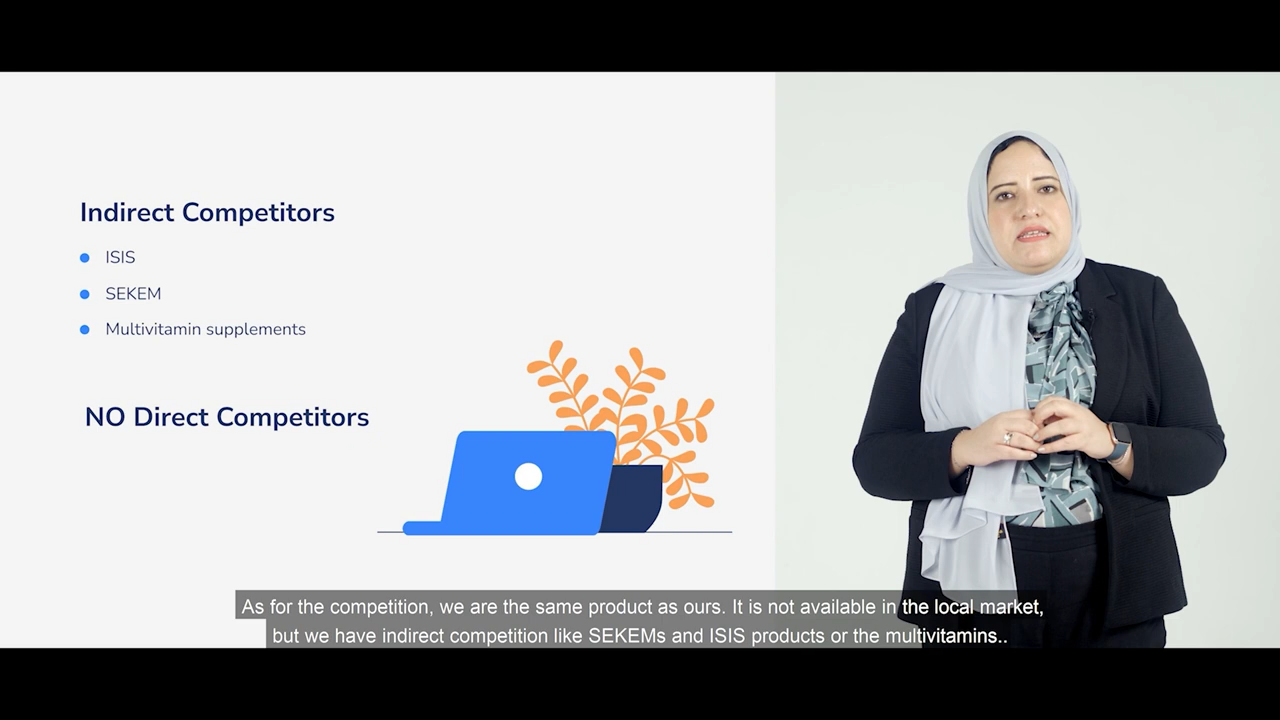 Indirect Competitors
ISIS
SEKEM
Multivitamin supplements
NO Direct Competitors
As for the competition, we are the same product as ours. It is not available in the local market,
but we have indirect competition like SEKEMs and ISIS products or the multivitamins..